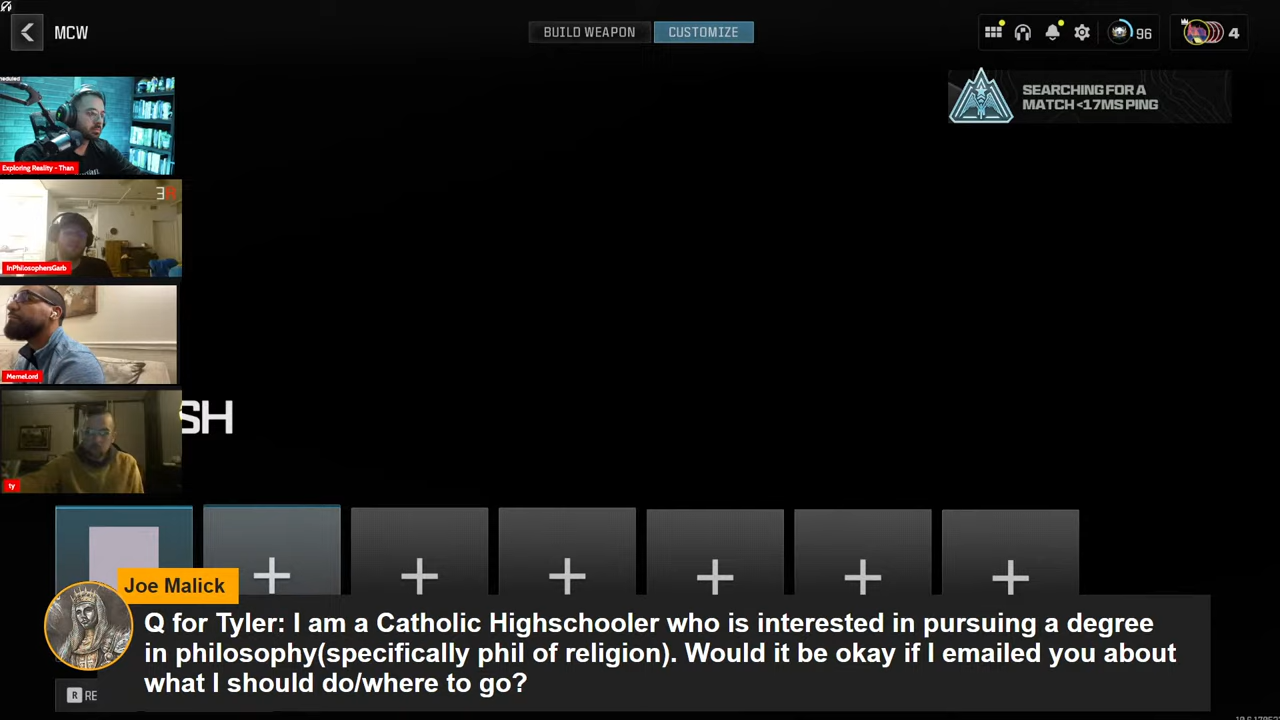 MCW
BUILD WEAPON
CUSTOMIZE
96
4
SEARCHING FOR A
MATCH <17MS PING
Exploring Reality - Than
InPhilosophersGarb
MemeLord
SH
ty
Joe Malick
Q for Tyler: I am a Catholic Highschooler who is interested in pursuing a degree
in philosophy(specifically phil of religion). Would it be okay if I emailed you about
what I should do/where to go?
R RE